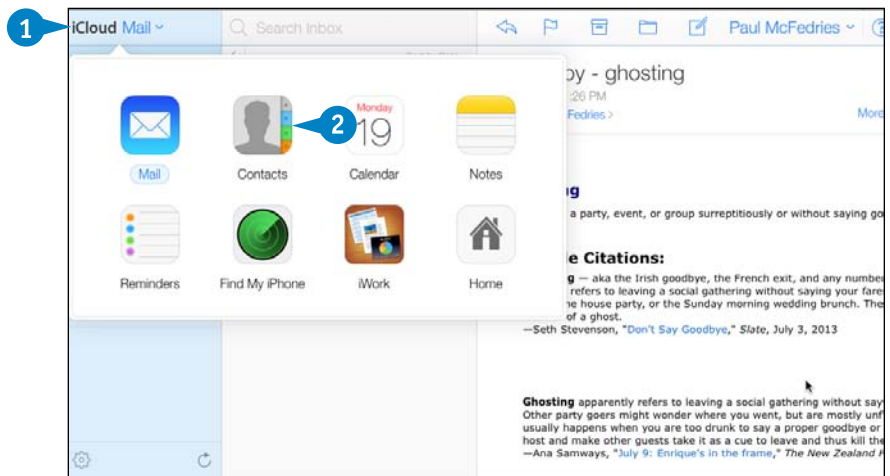 1
iCloud Mail
Search Inbox
Paul McFedries
by - ghosting
:26 PM
Fedries >
More
2
Monday
19
Mail
Contacts
Calendar
Notes
Reminders
Find My iPhone
iWork
Home
a party, event, or group surreptitiously or without saying
Citations:
g — aka the Irish goodbye, the French exit, and any number
refers to leaving a social gathering without saying your
house party, or the Sunday morning wedding brunch.
of a ghost.
—Seth Stevenson, "Don't Say Goodbye," Slate, July 3, 2013
Ghosting apparently refers to leaving a social gathering without
Other party goers might wonder where you went, but are mostly
usually happens when you are too drunk to say a proper goodbye or
host and make other guests take it as a cue to leave and thus kill the
—Ana Samways, "July 9: Enrique's in the frame," The New Zealand